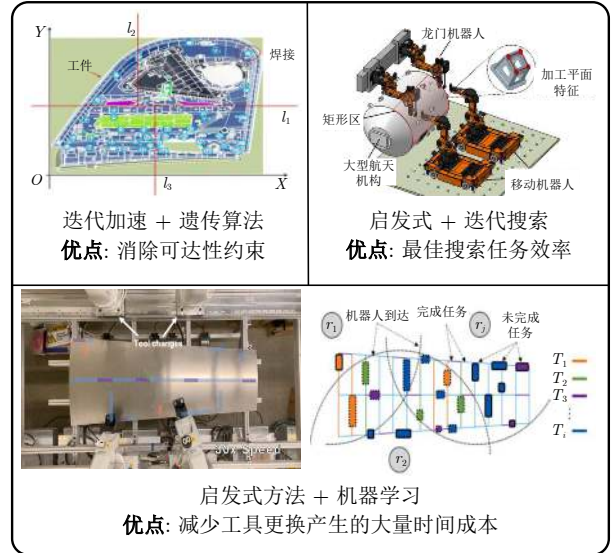 Y
l₂
焊接
工件
l₁
O
l₃
X
迭代加速 + 遗传算法
优点: 消除可达性约束
龙门机器人
加工平面
特征
矩形区
大型航天
机构
移动机器人
启发式 + 迭代搜索
优点: 最佳搜索任务效率
Tool changes
30x Speed
机器人到达
完成任务
未完成
任务
r₁
r_J
r₂
T₁
T₂
T₃
T_i
启发式方法 + 机器学习
优点: 减少工具更换产生的大量时间成本